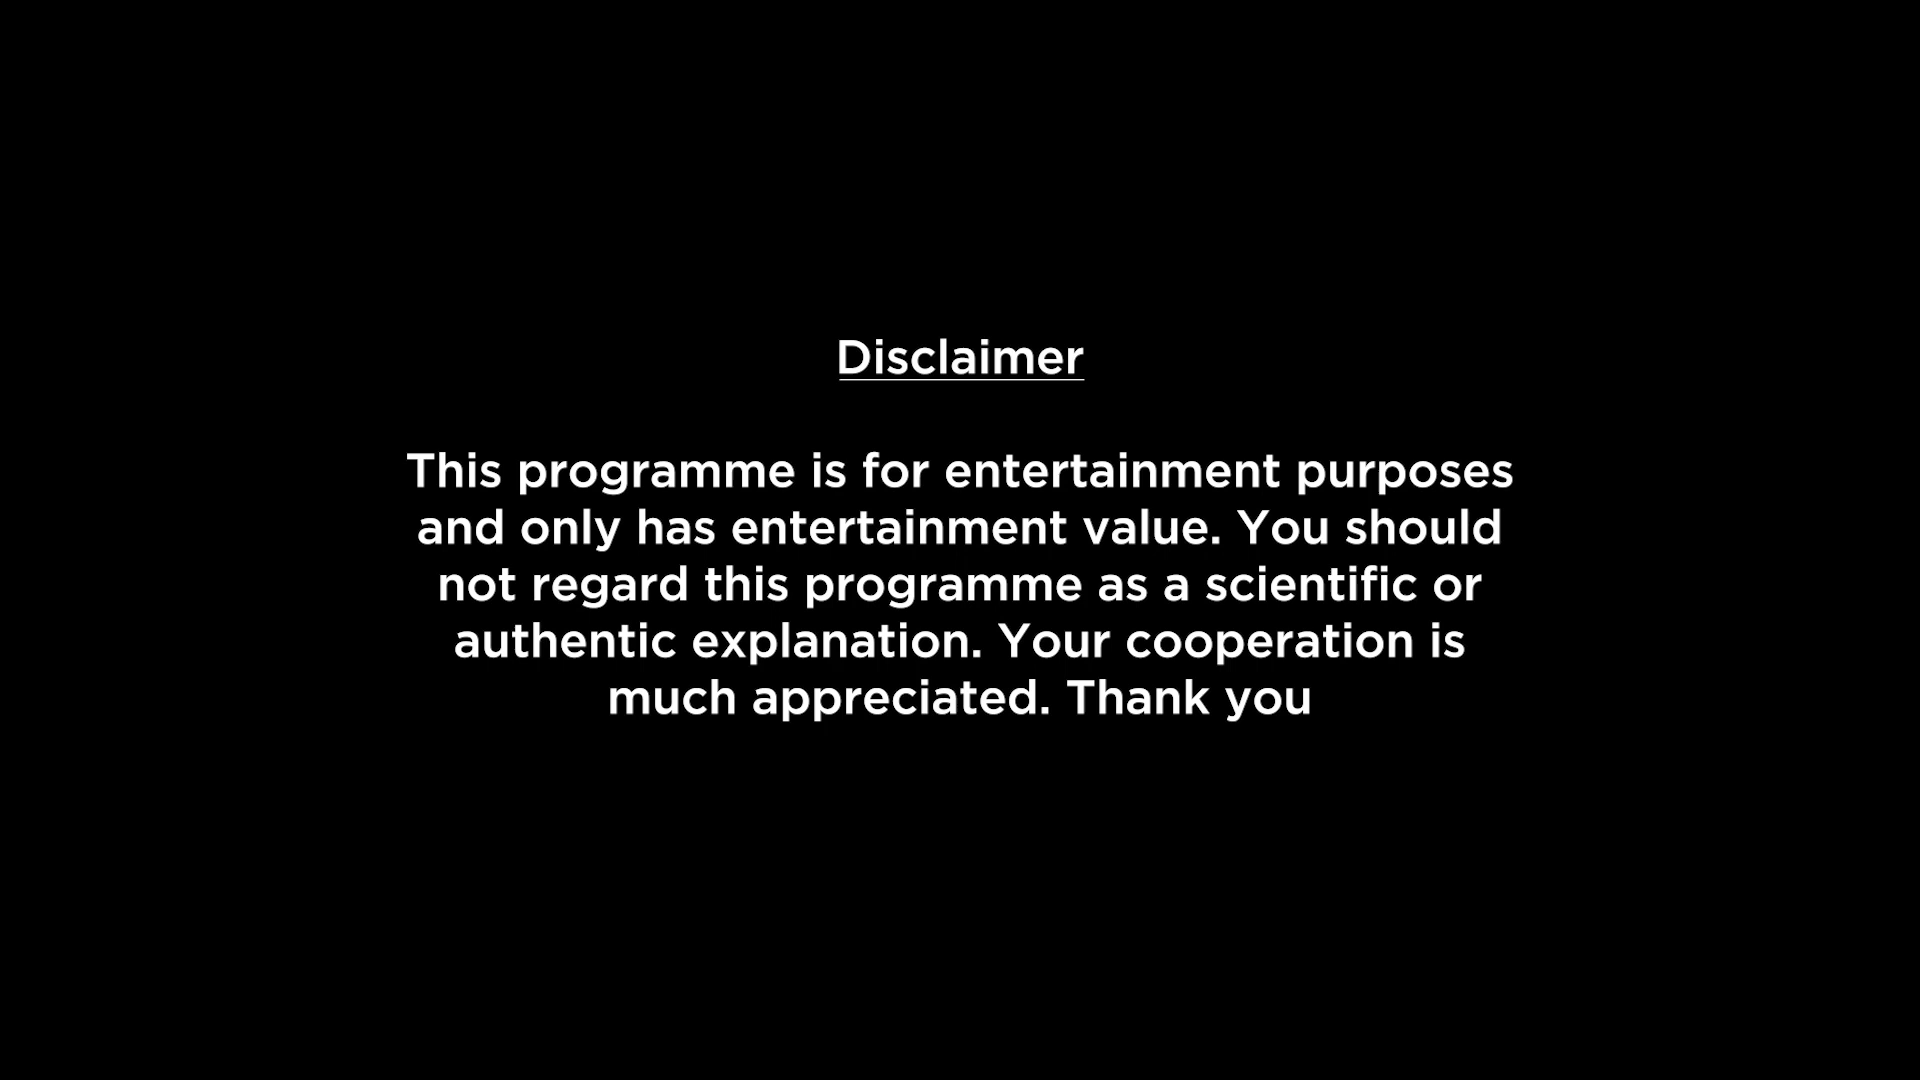 Disclaimer
This programme is for entertainment purposes
and only has entertainment value. You should
not regard this programme as a scientific or
authentic explanation. Your cooperation is
much appreciated. Thank you